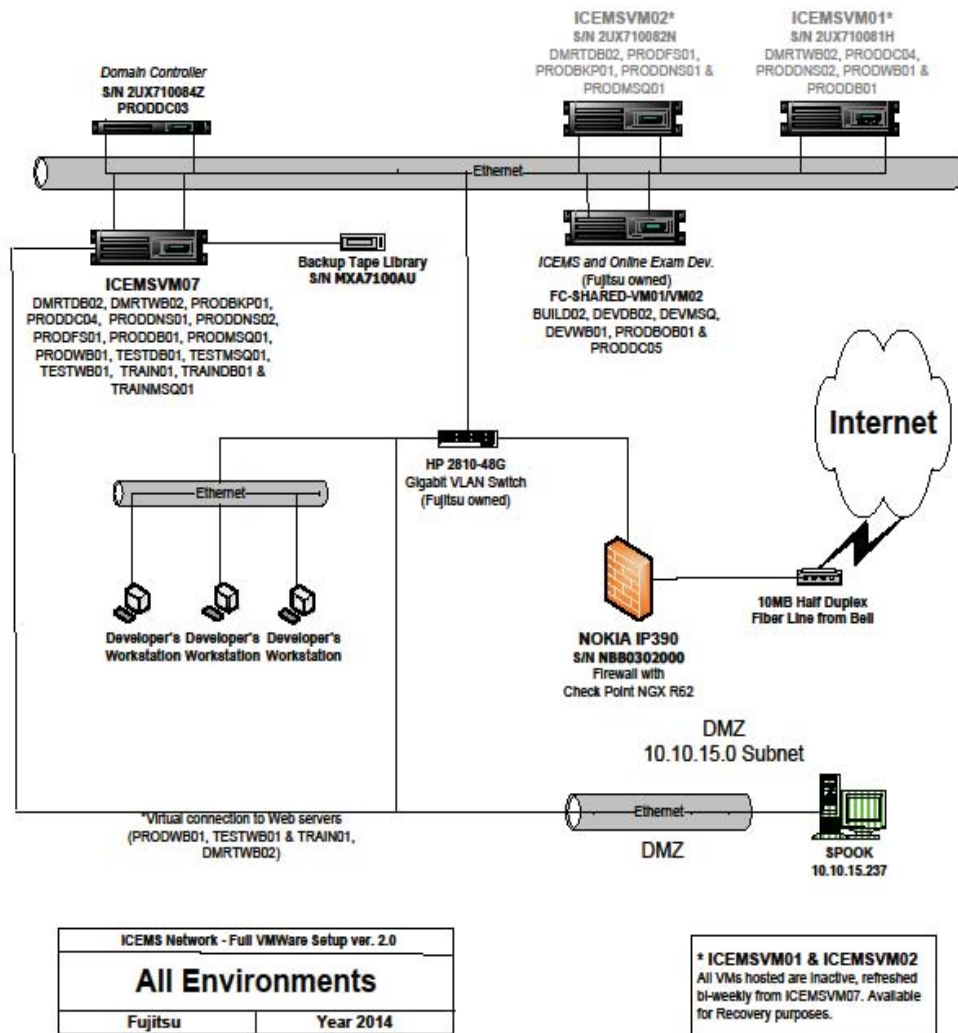 ICEMSVM02*
S/N 2UX710082N
DMRTDB02, PRODFS01,
PRODBKP01, PRODDNS01 &
PRODMSQ01
ICEMSVM01*
S/N 2UX710081H
DMRTWB02, PRODDC04,
PRODDNS02, PRODWB01 &
PRODDB01
Domain Controller
S/N 2UX710084Z
PRODDC03
Ethernet
ICEMSVM07
DMRTDB02, DMRTWB02, PRODBKP01,
PRODDC04, PRODDNS01, PRODDNS02,
PRODFS01, PRODDB01, PRODMSQ01,
PRODWB01, TESTDB01, TESTMSQ01,
TESTWB01, TRAIN01, TRAINDB01 &
TRAINMSQ01
Backup Tape Library
S/N MXA7100AU
ICEMS and Online Exam Dev.
(Fujitsu owned)
FC-SHARED-VM01/VM02
BUILD02, DEVDB02, DEVMSQ,
DEVWB01, PRODBOB01 &
PRODDC05
Internet
HP 2810-48G
Gigabit VLAN Switch
(Fujitsu owned)
Ethernet
Developer's
Workstation
Developer's
Workstation
Developer's
Workstation
NOKIA IP390
S/N NBB0302000
Firewall with
Check Point NGX R62
10MB Half Duplex
Fiber Line from Bell
DMZ
10.10.15.0 Subnet
*Virtual connection to Web servers
(PRODWB01, TESTWB01 & TRAIN01,
DMRTWB02)
Ethernet
DMZ
SPOOK
10.10.15.237
ICEMS Network - Full VMWare Setup ver. 2.0
All Environments
Fujitsu
Year 2014
* ICEMSVM01 & ICEMSVM02
All VMs hosted are inactive, refreshed
bi-weekly from ICEMSVM07. Available
for Recovery purposes.